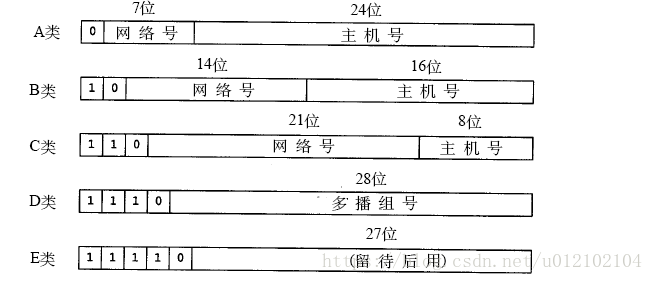 7位 24位
A类 0 网络号 主机号
14位 16位
B类 1 0 网络号 主机号
21位 8位
C类 1 1 0 网络号 主机号
28位
D类 1 1 1 0 多播组号
27位
E类 1 1 1 1 0 (留待后用)
http://blog.csdn.net/u012102104